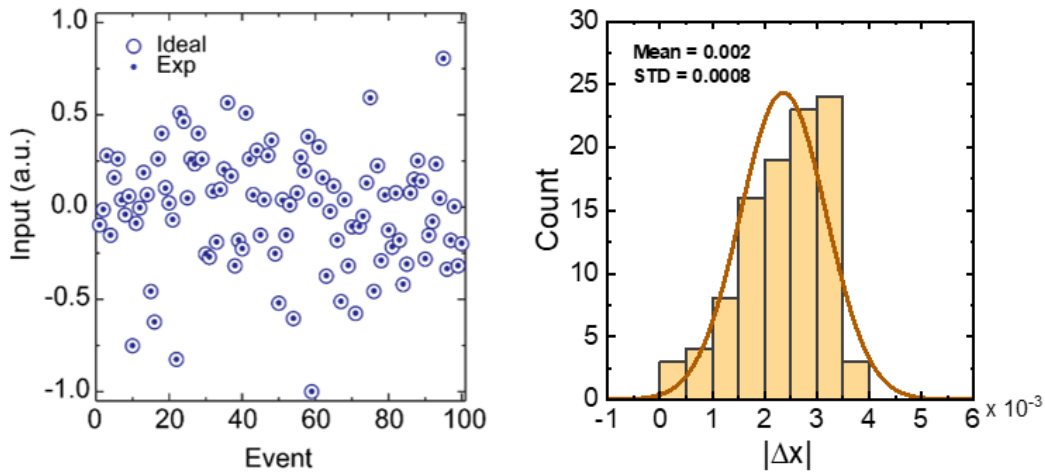 1.0
0.5
0.0
-0.5
-1.0
Input (a.u.)
Ideal
Exp
0 20 40 60 80 100
Event
30
25
20
15
10
5
0
Count
Mean = 0.002
STD = 0.0008
-1 0 1 2 3 4 5 6 x 10⁻³
|Δx|